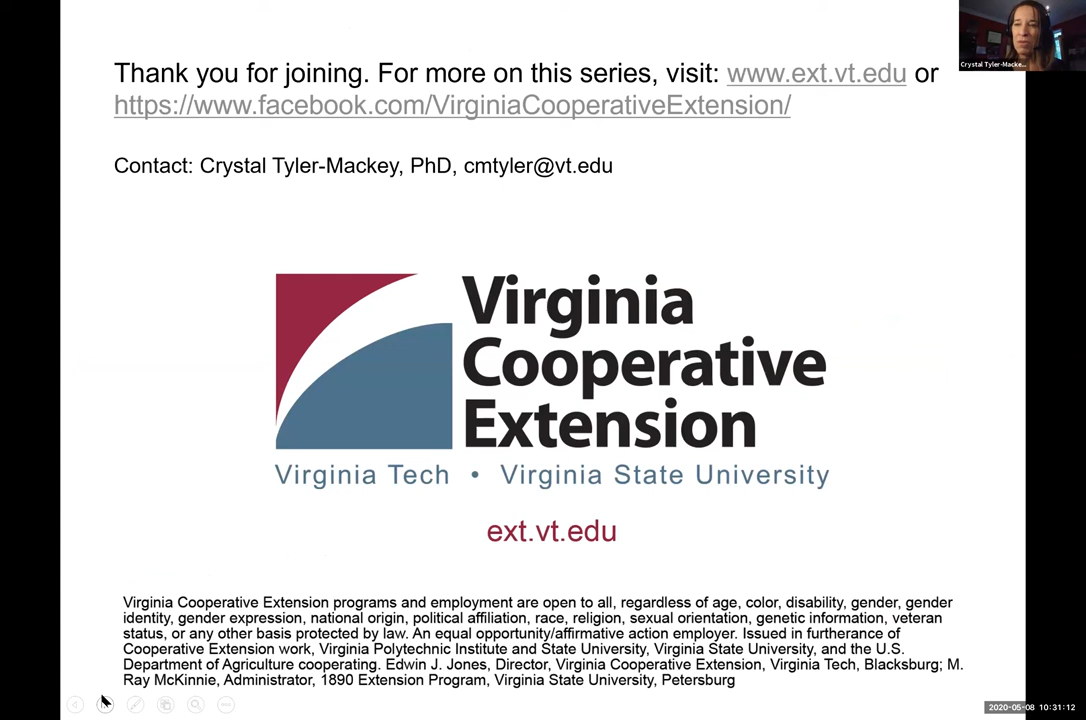 Thank you for joining. For more on this series, visit: www.ext.vt.edu or
https://www.facebook.com/VirginiaCooperativeExtension/
Contact: Crystal Tyler-Mackey, PhD, cmtyler@vt.edu
Crystal Tyler-Macke...
Virginia
Cooperative
Extension
Virginia Tech • Virginia State University
ext.vt.edu
Virginia Cooperative Extension programs and employment are open to all, regardless of age, color, disability, gender, gender
identity, gender expression, national origin, political affiliation, race, religion, sexual orientation, genetic information, veteran
status, or any other basis protected by law. An equal opportunity/affirmative action employer. Issued in furtherance of
Cooperative Extension work, Virginia Polytechnic Institute and State University, Virginia State University, and the U.S.
Department of Agriculture cooperating. Edwin J. Jones, Director, Virginia Cooperative Extension, Virginia Tech, Blacksburg; M.
Ray McKinnie, Administrator, 1890 Extension Program, Virginia State University, Petersburg
2020-05-08 10:31:12